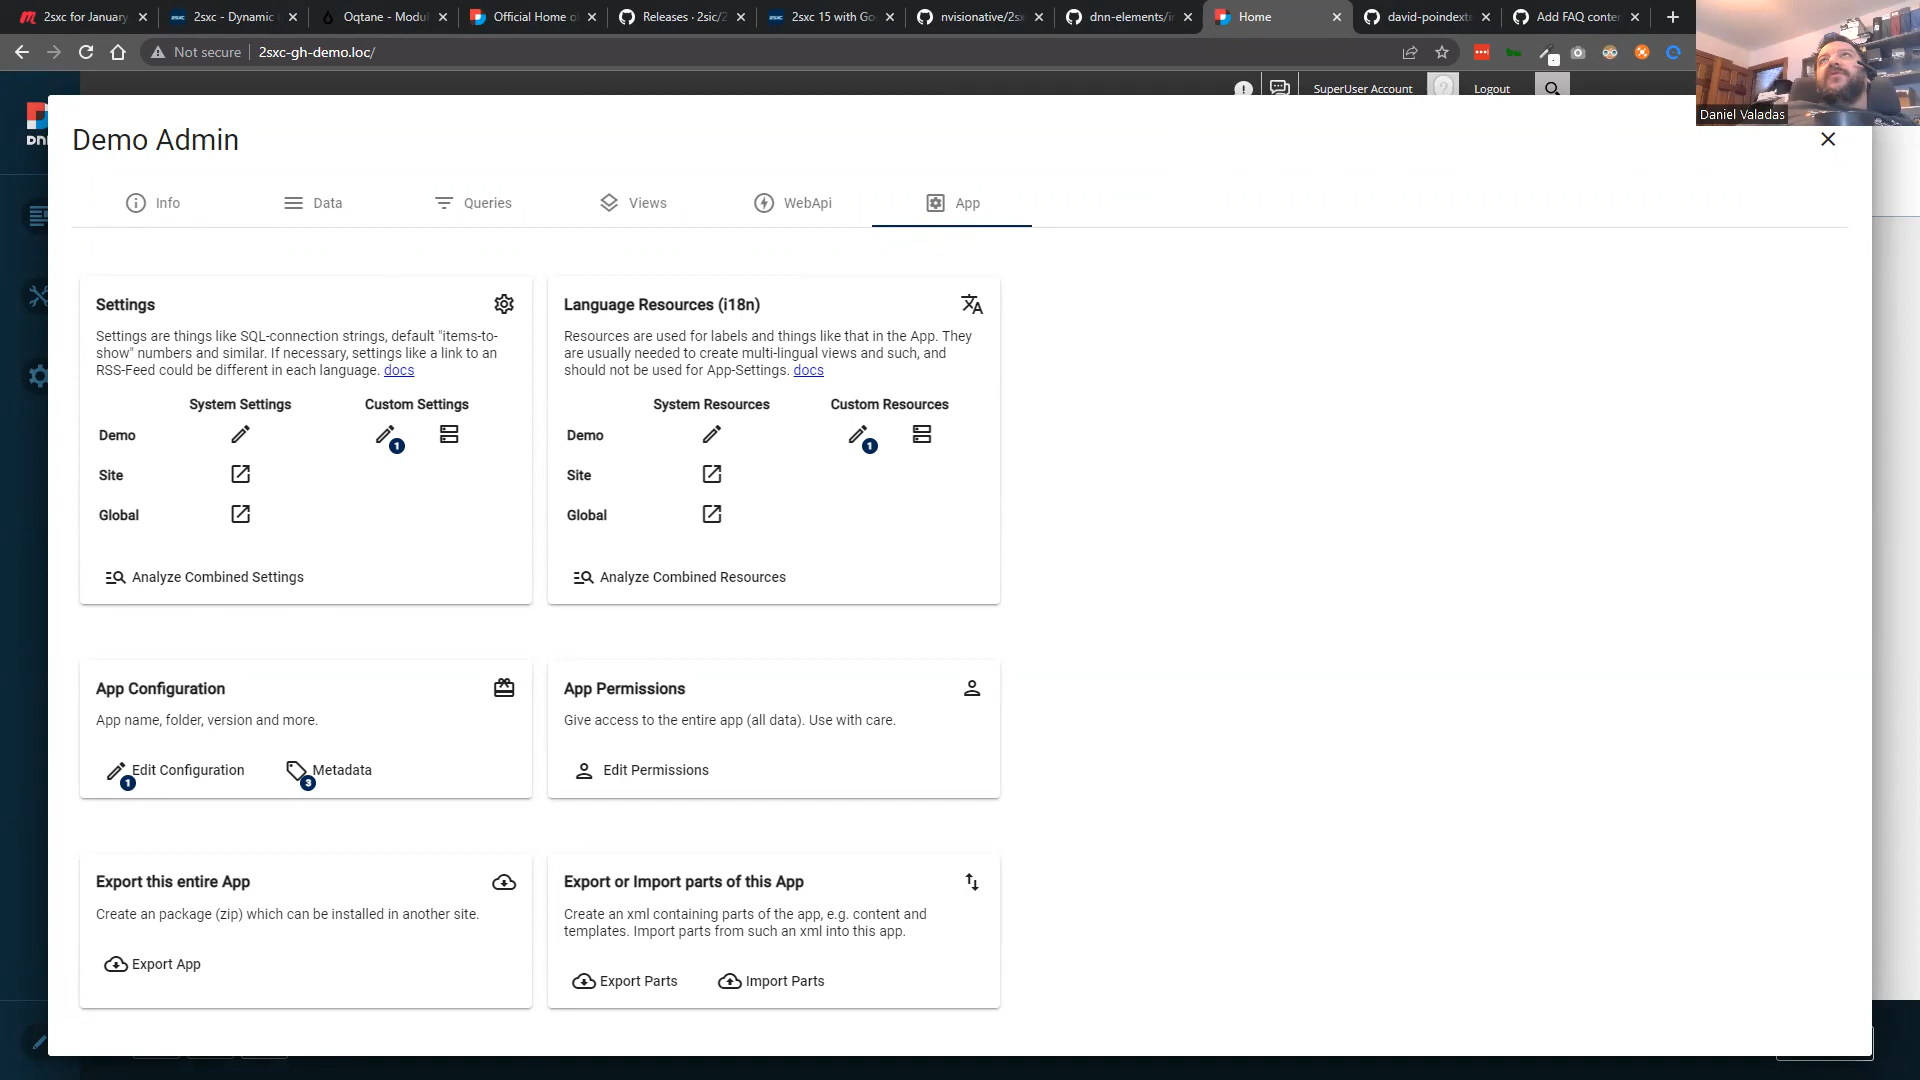 2sxc for January
2sxc - Dynamic
Oqtane - Modul
Official Home o
Releases · 2sic/2
2sxc 15 with Go
nvisionative/2sx
dnn-elements/i
Home
david-poindexte
Add FAQ conter
Not secure
2sxc-gh-demo.loc/
SuperUser Account
Logout
Daniel Valadas
Demo Admin
Info
Data
Queries
Views
WebApi
App
Settings
Settings are things like SQL-connection strings, default "items-to-
show" numbers and similar. If necessary, settings like a link to an
RSS-Feed could be different in each language. docs
System Settings
Custom Settings
Demo
1
Site
Global
Analyze Combined Settings
Language Resources (i18n)
Resources are used for labels and things like that in the App. They
are usually needed to create multi-lingual views and such, and
should not be used for App-Settings. docs
System Resources
Custom Resources
Demo
1
Site
Global
Analyze Combined Resources
App Configuration
App name, folder, version and more.
Edit Configuration
1
Metadata
3
App Permissions
Give access to the entire app (all data). Use with care.
Edit Permissions
Export this entire App
Create an package (zip) which can be installed in another site.
Export App
Export or Import parts of this App
Create an xml containing parts of the app, e.g. content and
templates. Import parts from such an xml into this app.
Export Parts
Import Parts